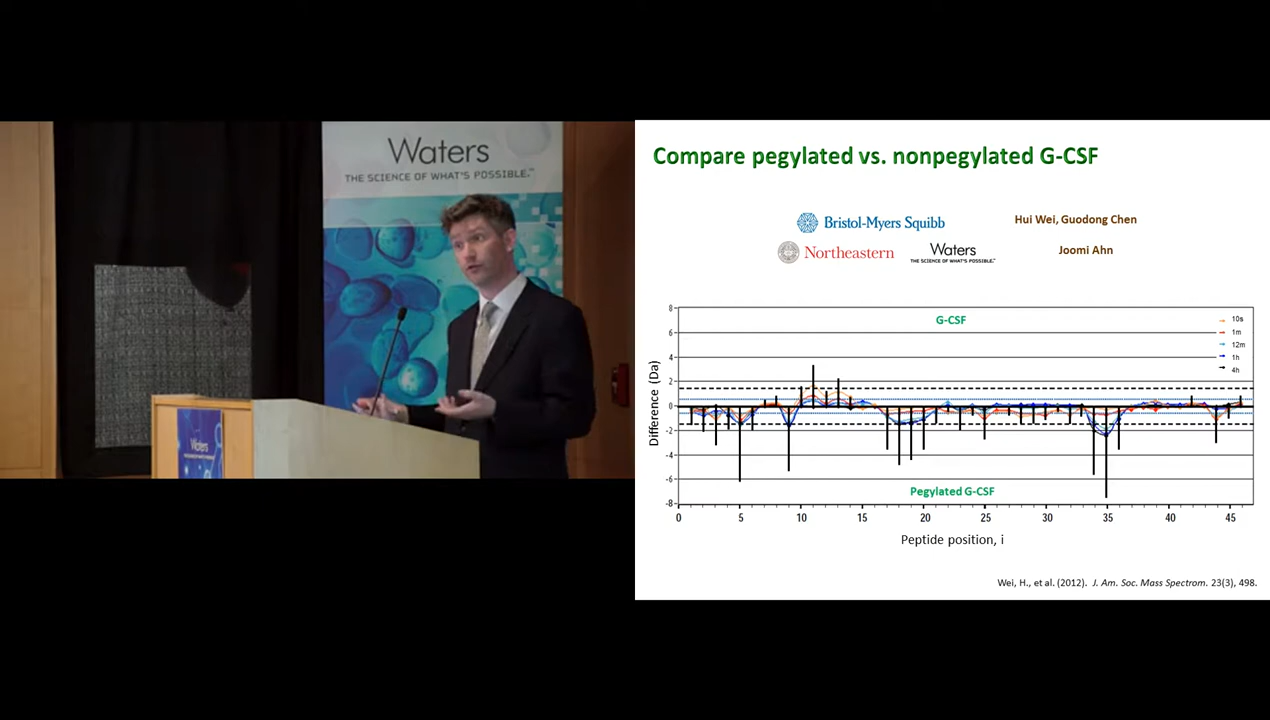 Waters
THE SCIENCE OF WHAT'S POSSIBLE.™
Waters
Compare pegylated vs. nonpegylated G-CSF
Bristol-Myers Squibb
Hui Wei, Guodong Chen
Northeastern
Waters
THE SCIENCE OF WHAT'S POSSIBLE.™
Joomi Ahn
G-CSF
10s
1m
12m
1h
4h
Difference (Da)
8
6
4
2
0
-2
-4
-6
-8
Pegylated G-CSF
0 5 10 15 20 25 30 35 40 45
Peptide position, i
Wei, H., et al. (2012). J. Am. Soc. Mass Spectrom. 23(3), 498.